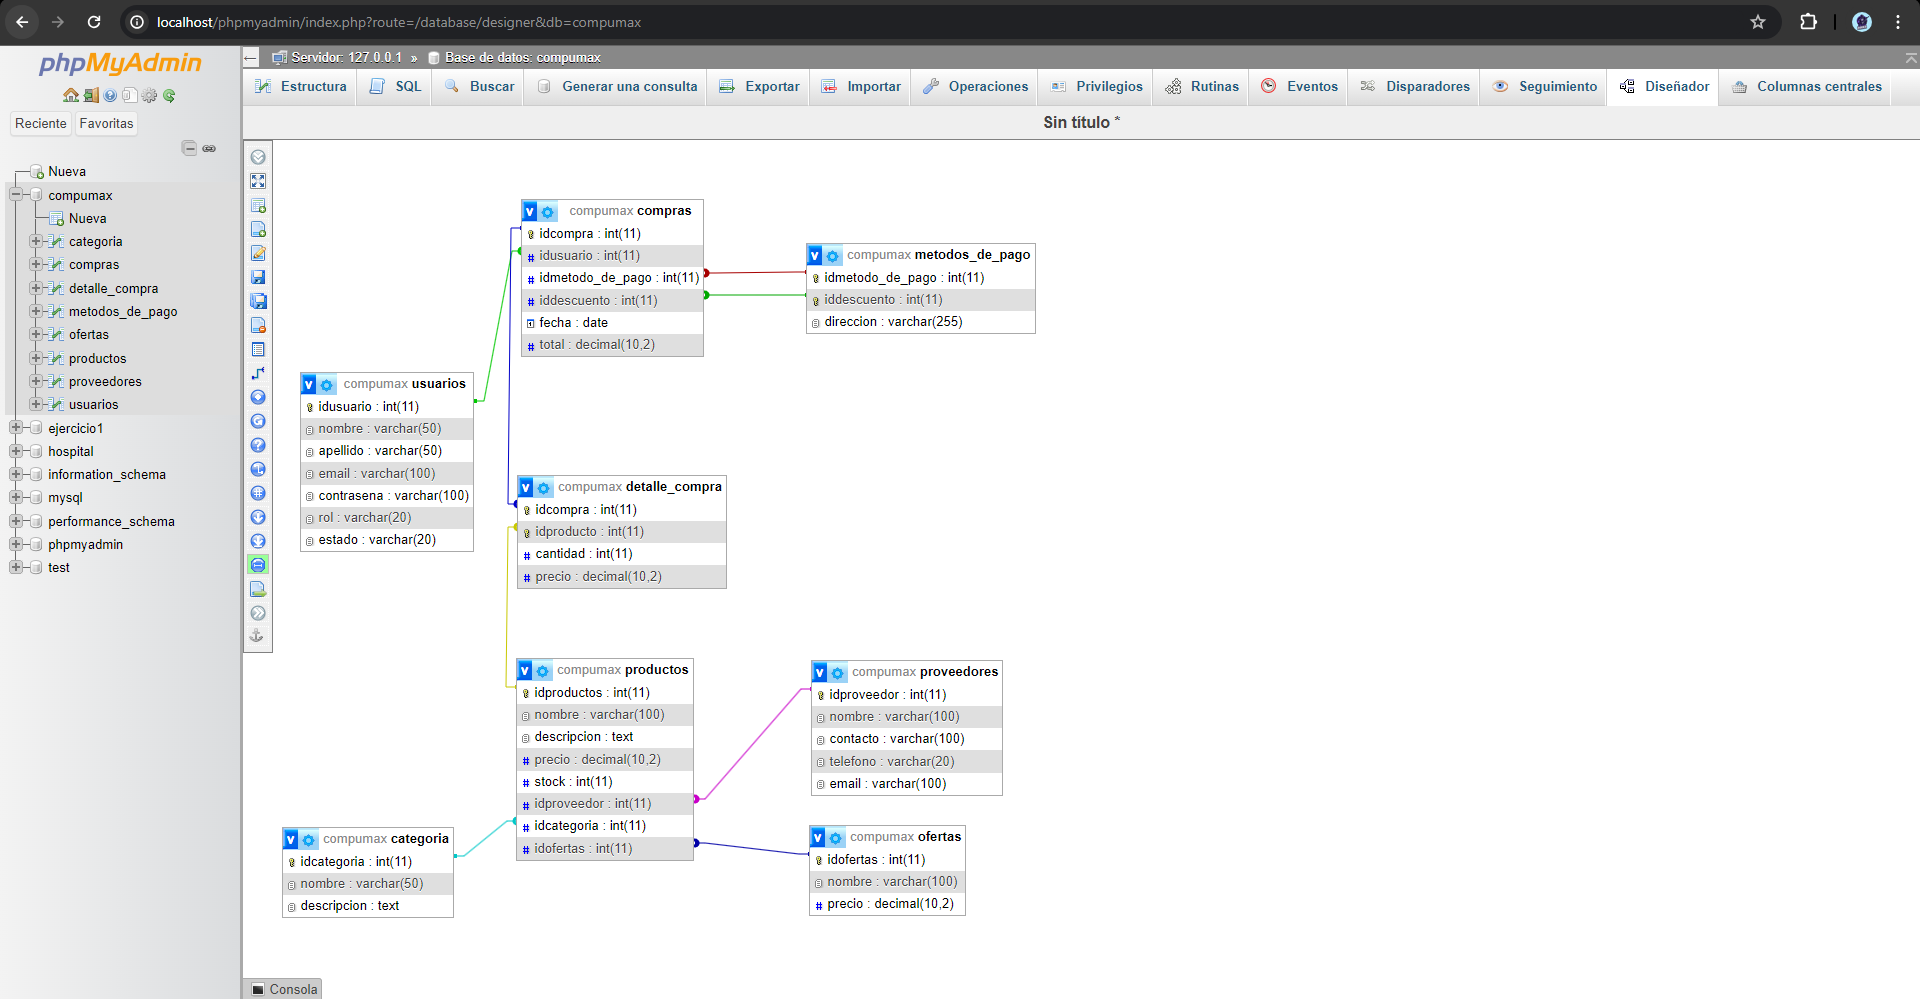 localhost/phpmyadmin/index.php?route=/database/designer&db=compumax
phpMyAdmin
Reciente
Favoritas
Nueva
compumax
Nueva
categoria
compras
detalle_compra
metodos_de_pago
ofertas
productos
proveedores
usuarios
ejercicio1
hospital
information_schema
mysql
performance_schema
phpmyadmin
test
Servidor: 127.0.0.1 » Base de datos: compumax
Estructura
SQL
Buscar
Generar una consulta
Exportar
Importar
Operaciones
Privilegios
Rutinas
Eventos
Disparadores
Seguimiento
Diseñador
Columnas centrales
Sin título *
compumax compras
idcompra : int(11)
idusuario : int(11)
idmetodo_de_pago : int(11)
iddescuento : int(11)
fecha : date
total : decimal(10,2)
compumax metodos_de_pago
idmetodo_de_pago : int(11)
iddescuento : int(11)
direccion : varchar(255)
compumax usuarios
idusuario : int(11)
nombre : varchar(50)
apellido : varchar(50)
email : varchar(100)
contrasena : varchar(100)
rol : varchar(20)
estado : varchar(20)
compumax detalle_compra
idcompra : int(11)
idproducto : int(11)
cantidad : int(11)
precio : decimal(10,2)
compumax productos
idproductos : int(11)
nombre : varchar(100)
descripcion : text
precio : decimal(10,2)
stock : int(11)
idproveedor : int(11)
idcategoria : int(11)
idofertas : int(11)
compumax proveedores
idproveedor : int(11)
nombre : varchar(100)
contacto : varchar(100)
telefono : varchar(20)
email : varchar(100)
compumax categoria
idcategoria : int(11)
nombre : varchar(50)
descripcion : text
compumax ofertas
idofertas : int(11)
nombre : varchar(100)
precio : decimal(10,2)
Consola